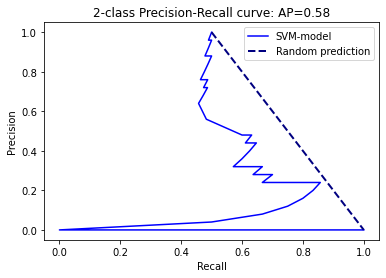 2-class Precision-Recall curve: AP=0.58
SVM-model
Random prediction
Precision
1.0
0.8
0.6
0.4
0.2
0.0
0.0 0.2 0.4 0.6 0.8 1.0
Recall